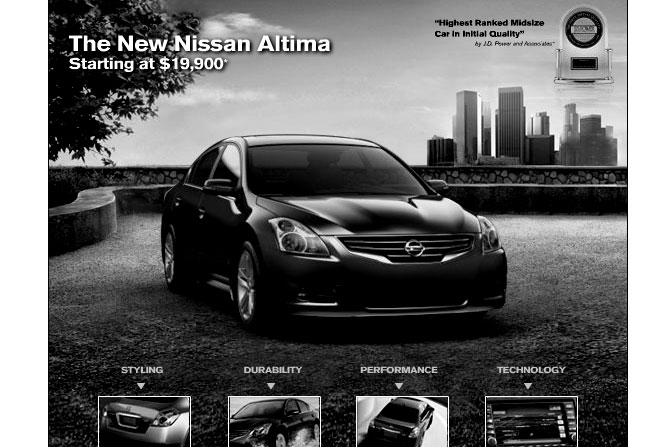 The New Nissan Altima
Starting at $19,900*
“Highest Ranked Midsize
Car in Initial Quality”
by J.D. Power and Associates**
STYLING
DURABILITY
PERFORMANCE
TECHNOLOGY